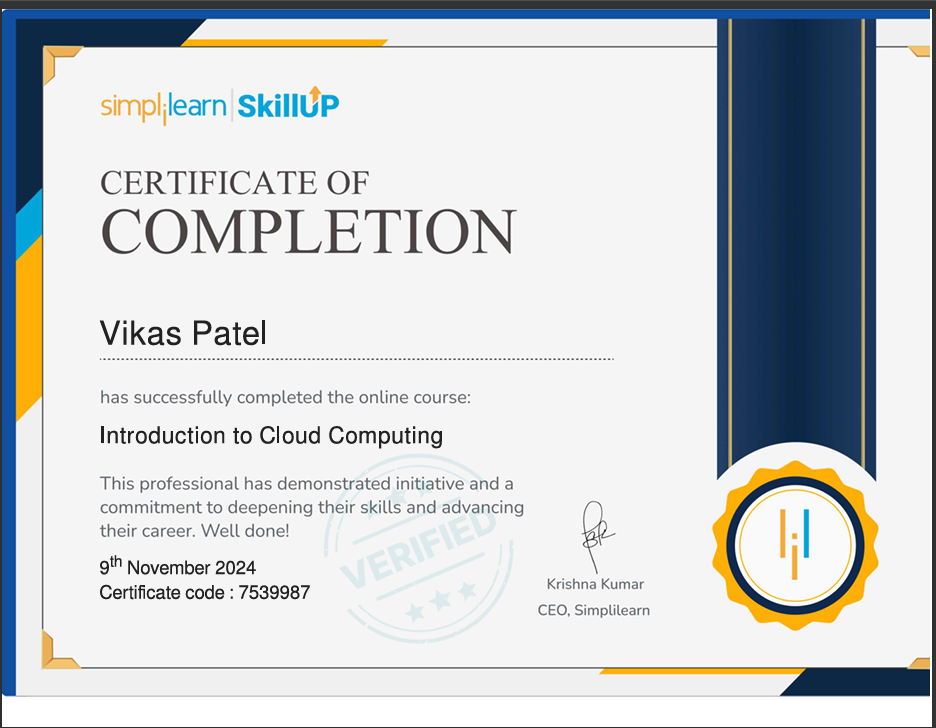 simplilearn | SkillUP
CERTIFICATE OF
COMPLETION
Vikas Patel
has successfully completed the online course:
Introduction to Cloud Computing
This professional has demonstrated initiative and a
commitment to deepening their skills and advancing
their career. Well done!
VERIFIED
9th November 2024
Certificate code : 7539987
Krishna Kumar
CEO, Simplilearn